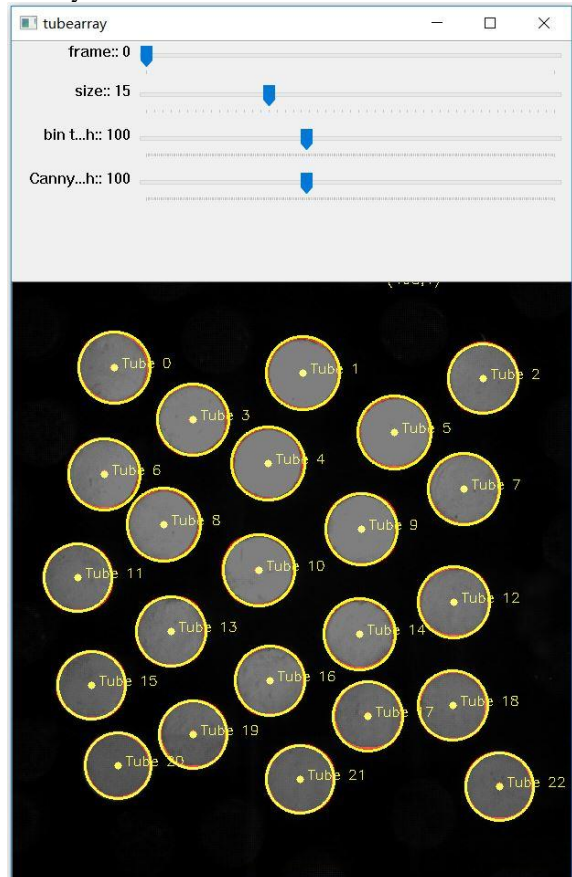 tubearray
frame:: 0
size:: 15
bin t...h:: 100
Canny...h:: 100
Tube 0
Tube 1
Tube 2
Tube 3
Tube 5
Tube 4
Tube 6
Tube 7
Tube 8
Tube 9
Tube 10
Tube 11
Tube 12
Tube 13
Tube 14
Tube 16
Tube 15
Tube 18
Tube 17
Tube 19
Tube 20
Tube 21
Tube 22